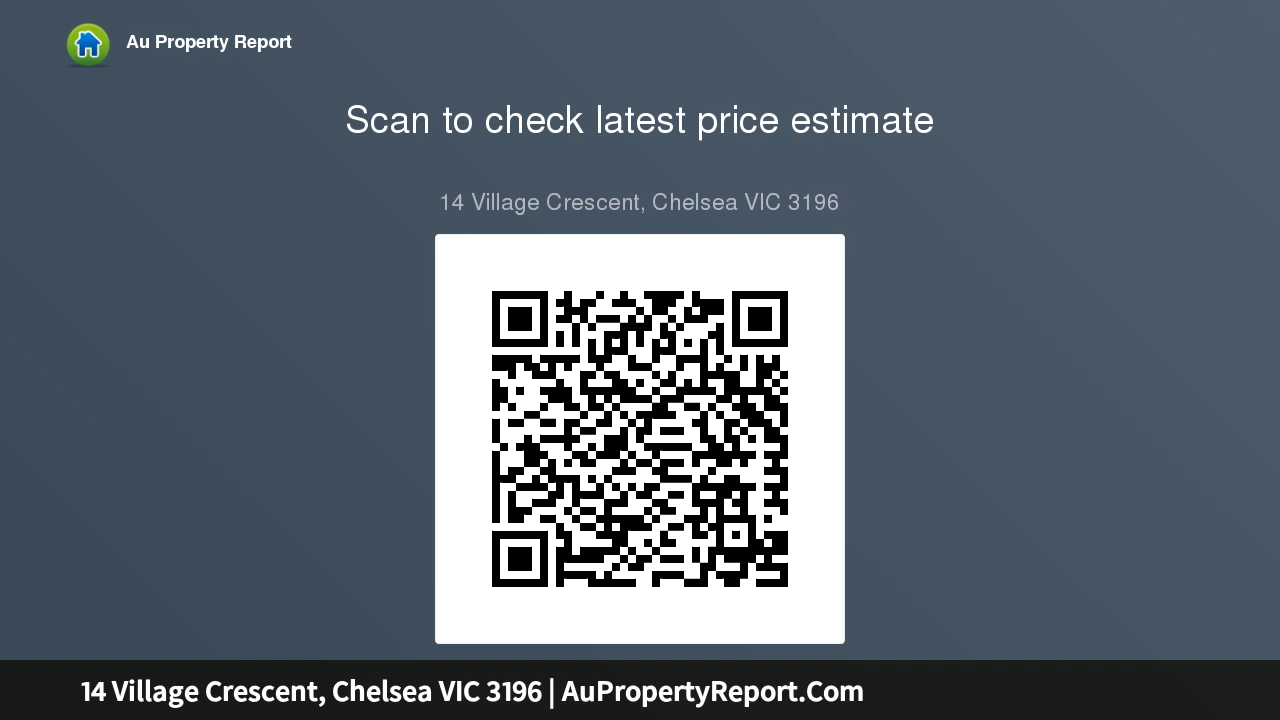 Au Property Report
Scan to check latest price estimate
14 Village Crescent, Chelsea VIC 3196
14 Village Crescent, Chelsea VIC 3196 | AuPropertyReport.Com